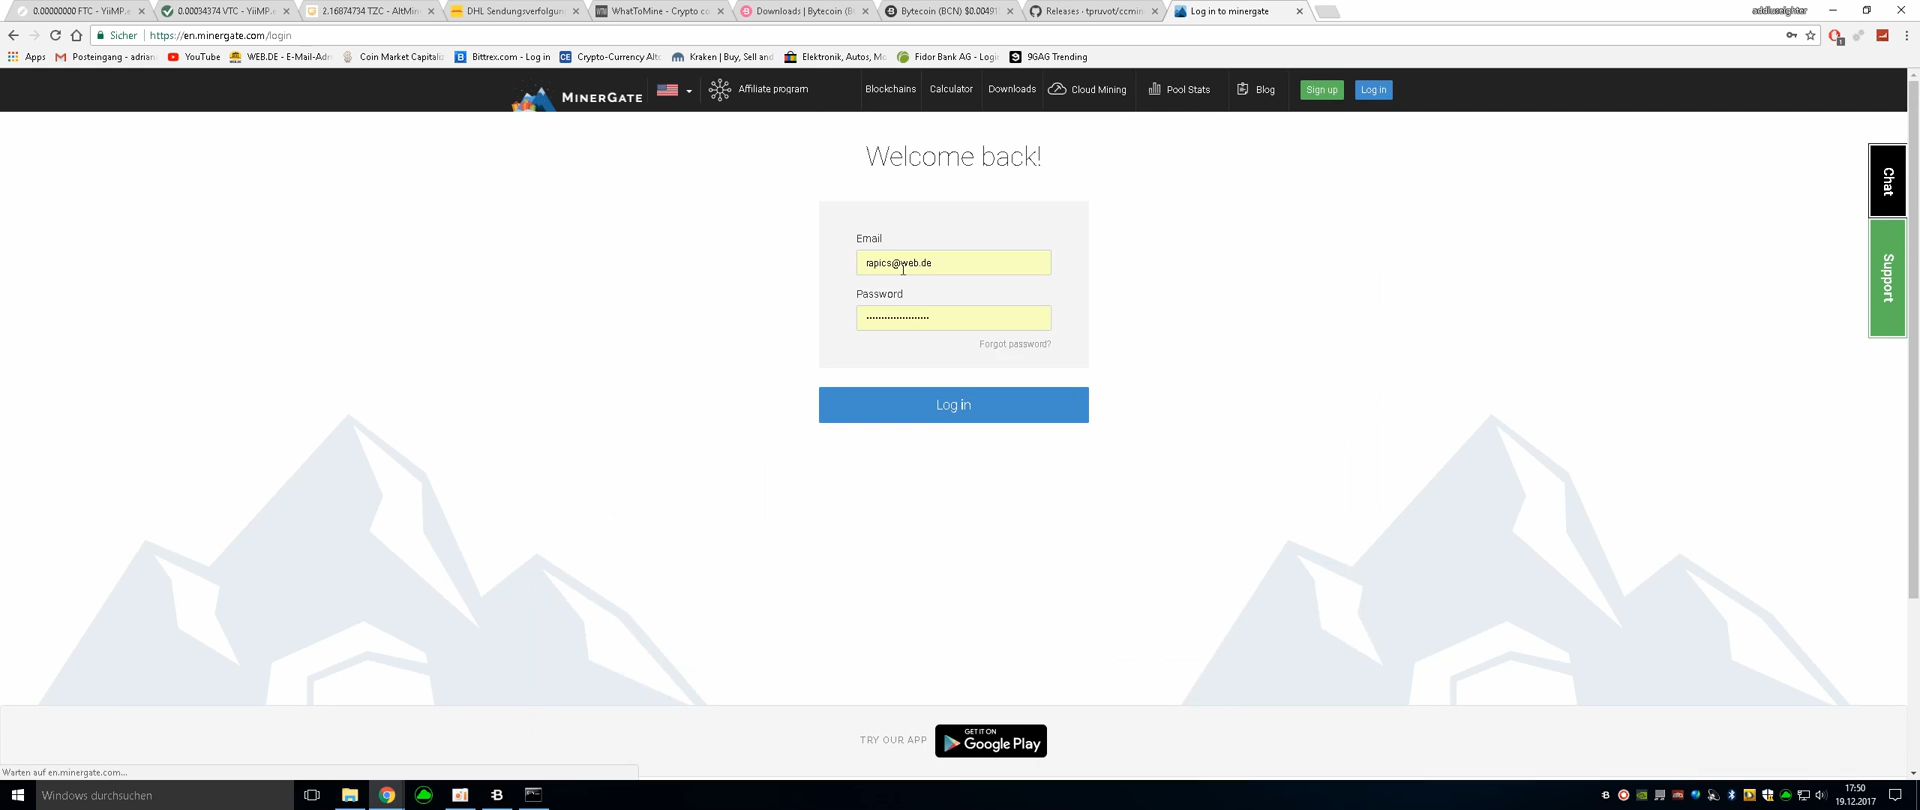 0.00000000 FTC - YiiMP.e
0.00034374 VTC - YiiMP.e
2.16874734 TZC - AltMin
DHL Sendungsverfolgung
WhatToMine - Crypto co
Downloads | Bytecoin (B
Bytecoin (BCN) $0.00491
Releases · tpruvot/ccmin
Log in to minergate
Sicher https://en.minergate.com/login
Apps
Posteingang - adrian
YouTube
WEB.DE - E-Mail-Adr
Coin Market Capitaliz
Bittrex.com - Log in
Crypto-Currency Alto
Kraken | Buy, Sell and
Elektronik, Autos, Mo
Fidor Bank AG - Login
9GAG Trending
MINERGATE
Affiliate program
Blockchains
Calculator
Downloads
Cloud Mining
Pool Stats
Blog
Sign up
Log in
Welcome back!
Chat
Support
Email
rapics@web.de
Password
Forgot password?
Log in
TRY OUR APP
GET IT ON
Google Play
Warten auf en.minergate.com...
Windows durchsuchen
17:50
19.12.2017